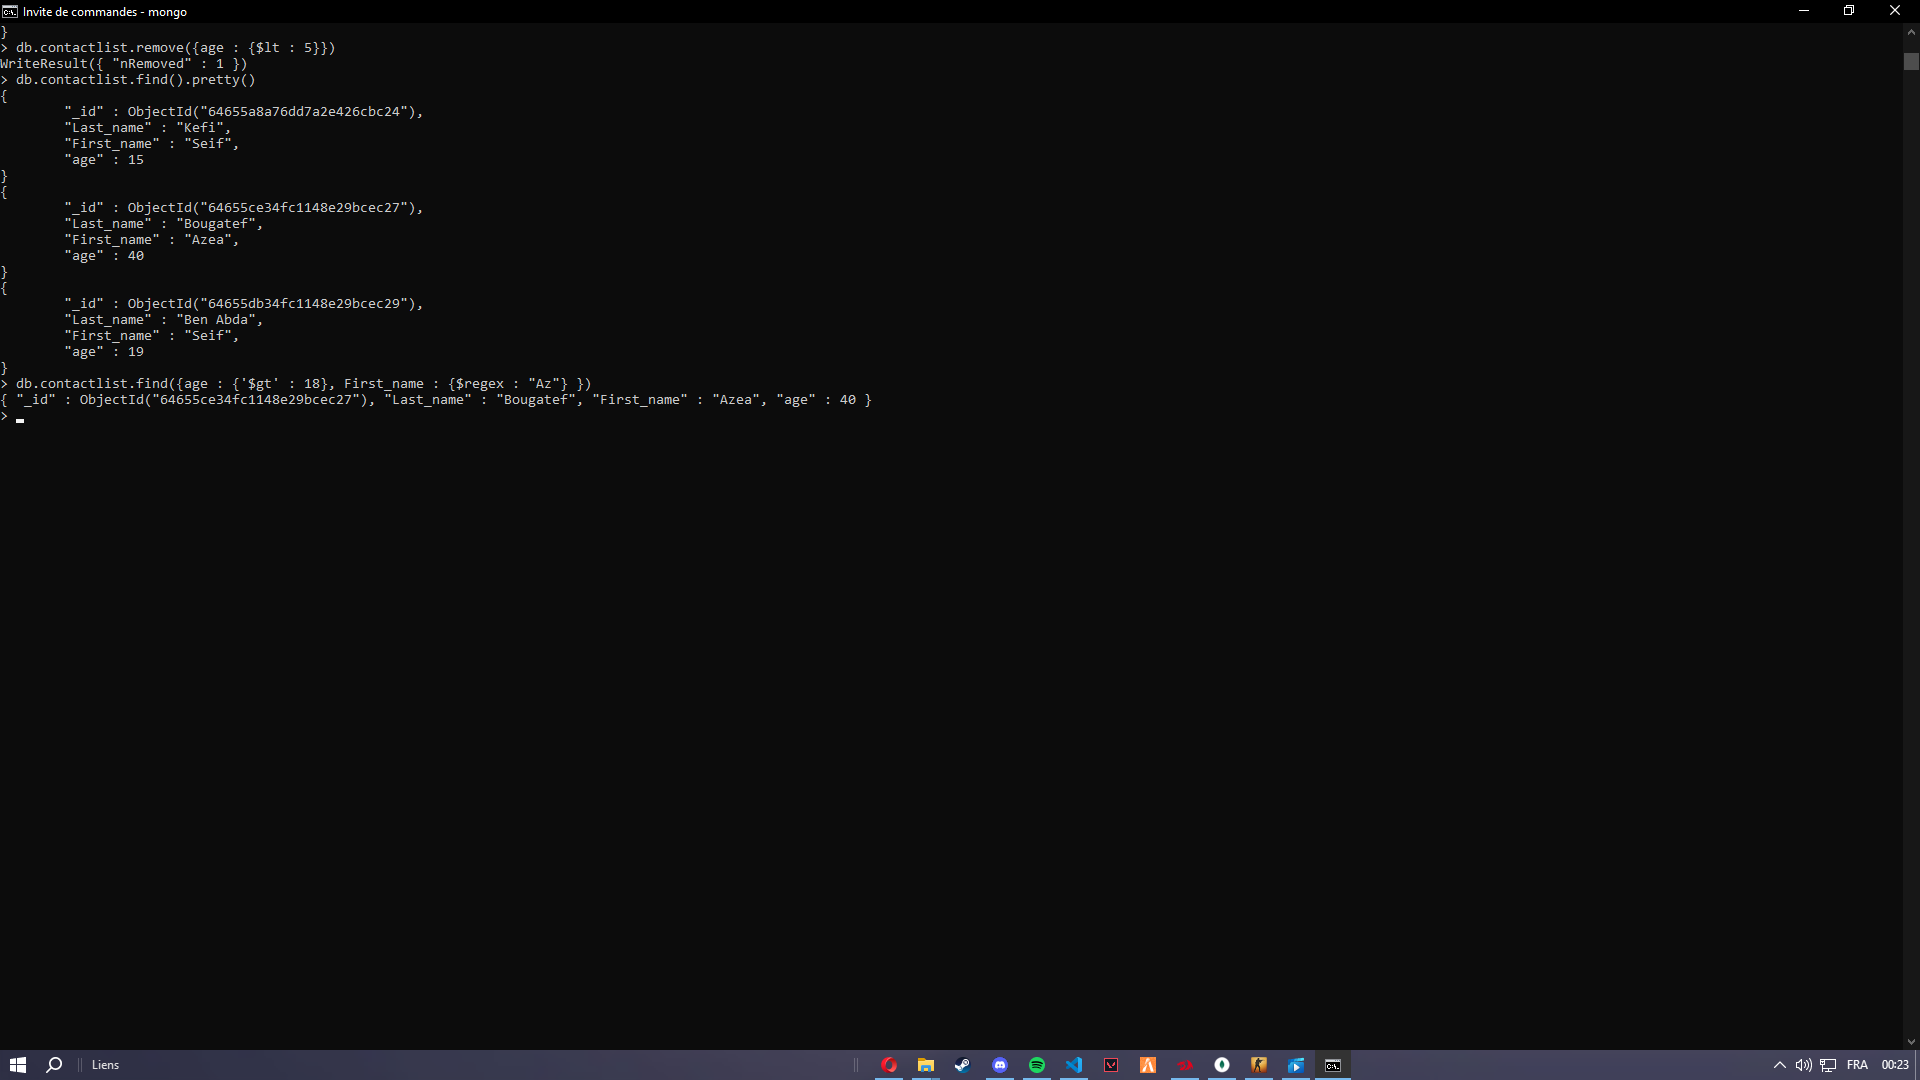 Invite de commandes - mongo
}
> db.contactlist.remove({age : {$lt : 5}})
WriteResult({ "nRemoved" : 1 })
> db.contactlist.find().pretty()
{
        "_id" : ObjectId("64655a8a76dd7a2e426cbc24"),
        "Last_name" : "Kefi",
        "First_name" : "Seif",
        "age" : 15
}
{
        "_id" : ObjectId("64655ce34fc1148e29bcec27"),
        "Last_name" : "Bougatef",
        "First_name" : "Azea",
        "age" : 40
}
{
        "_id" : ObjectId("64655db34fc1148e29bcec29"),
        "Last_name" : "Ben Abda",
        "First_name" : "Seif",
        "age" : 19
}
> db.contactlist.find({age : {'$gt' : 18}, First_name : {$regex : "Az"} })
{ "_id" : ObjectId("64655ce34fc1148e29bcec27"), "Last_name" : "Bougatef", "First_name" : "Azea", "age" : 40 }
>
Liens
FRA
00:23